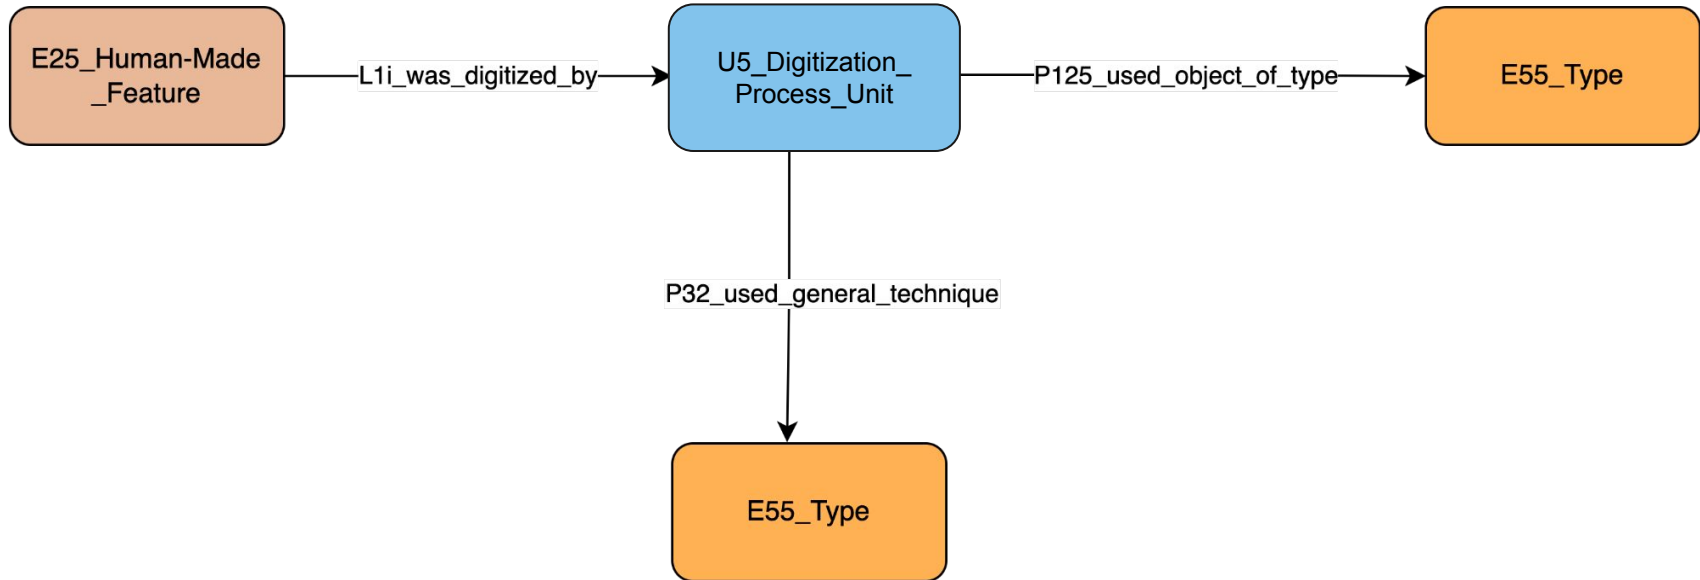 E25_Human-Made
_Feature
L1i_was_digitized_by
U5_Digitization_
Process_Unit
P125_used_object_of_type
E55_Type
P32_used_general_technique
E55_Type